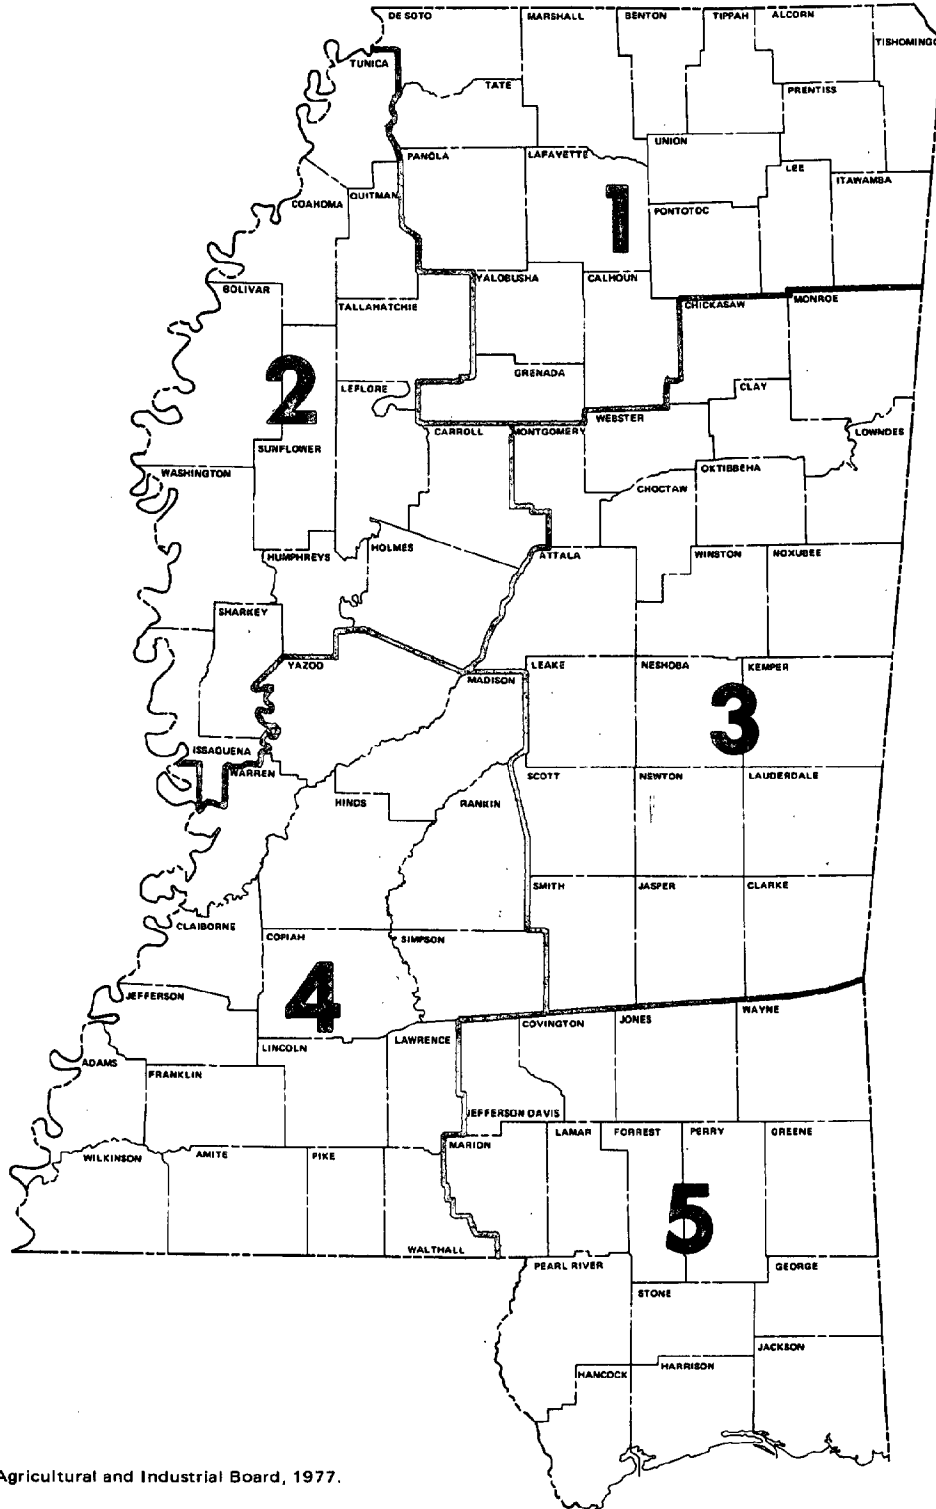 DE SOTO
MARSHALL
BENTON
TIPPAH
ALCORN
TISHOMINGO
TUNICA
TATE
PRENTISS
UNION
PANOLA
LAFAYETTE
LEE
ITAWAMBA
QUITMAN
COAHOMA
1
PONTOTOC
YALOBUSHA
CALHOUN
BOLIVAR
TALLAHATCHIE
CHICKASAW
MONROE
2
GRENADA
LEFLORE
CLAY
WEBSTER
CARROLL
MONTGOMERY
LOWNDES
SUNFLOWER
WASHINGTON
OKTIBBEHA
CHOCTAW
HUMPHREYS
HOLMES
ATTALA
WINSTON
NOXUBEE
SHARKEY
YAZOO
LEAKE
NESHOBA
KEMPER
MADISON
3
ISSAQUENA
WARREN
SCOTT
NEWTON
LAUDERDALE
HINDS
RANKIN
SMITH
JASPER
CLARKE
CLAIBORNE
COPIAH
SIMPSON
4
JEFFERSON
WAYNE
COVINGTON
JONES
LINCOLN
LAWRENCE
ADAMS
FRANKLIN
JEFFERSON DAVIS
MARION
LAMAR
FORREST
PERRY
GREENE
WILKINSON
AMITE
PIKE
5
WALTHALL
PEARL RIVER
GEORGE
STONE
JACKSON
HANCOCK
HARRISON
Agricultural and Industrial Board, 1977.